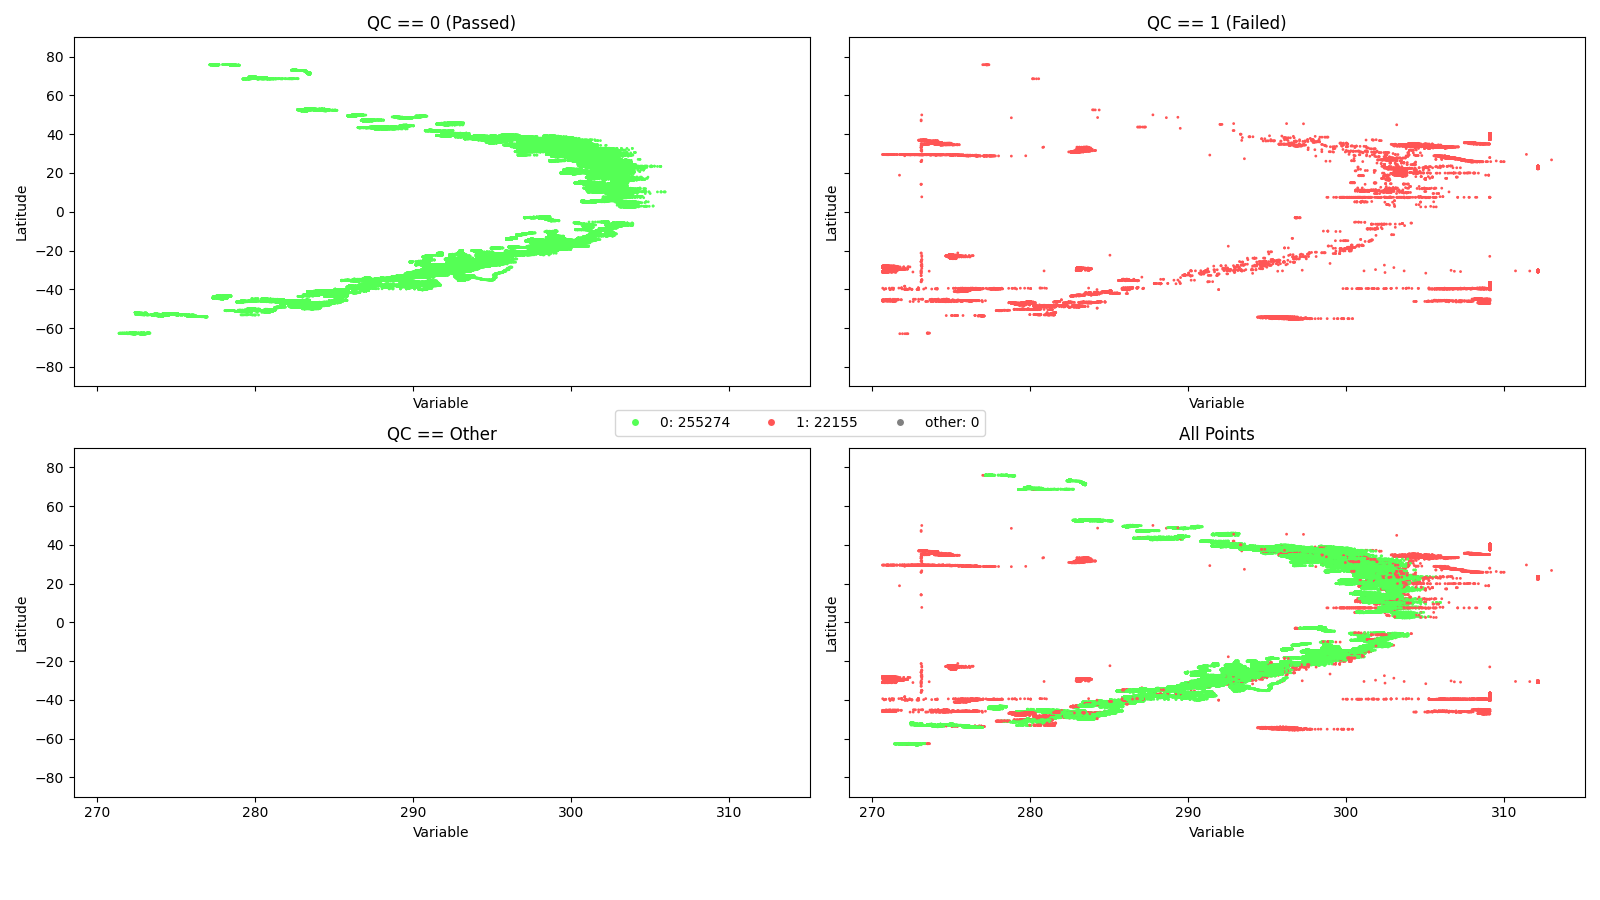 QC == 0 (Passed)
QC == 1 (Failed)
80
60
40
20
0
−20
−40
−60
−80
Latitude
Latitude
Variable
Variable
0: 255274 1: 22155 other: 0
QC == Other
All Points
80
60
40
20
0
−20
−40
−60
−80
Latitude
Latitude
270 280 290 300 310
270 280 290 300 310
Variable
Variable